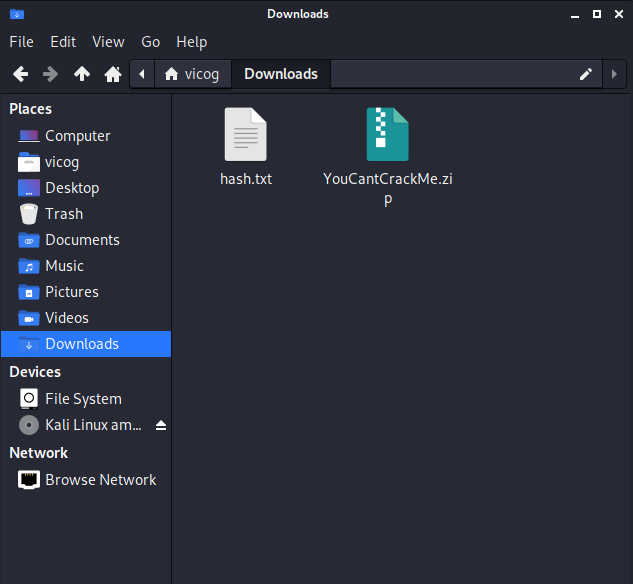 Downloads
File Edit View Go Help
vicog Downloads
Places
Computer
vicog
Desktop
Trash
Documents
Music
Pictures
Videos
Downloads
Devices
File System
Kali Linux am...
Network
Browse Network
hash.txt
YouCantCrackMe.zi
p